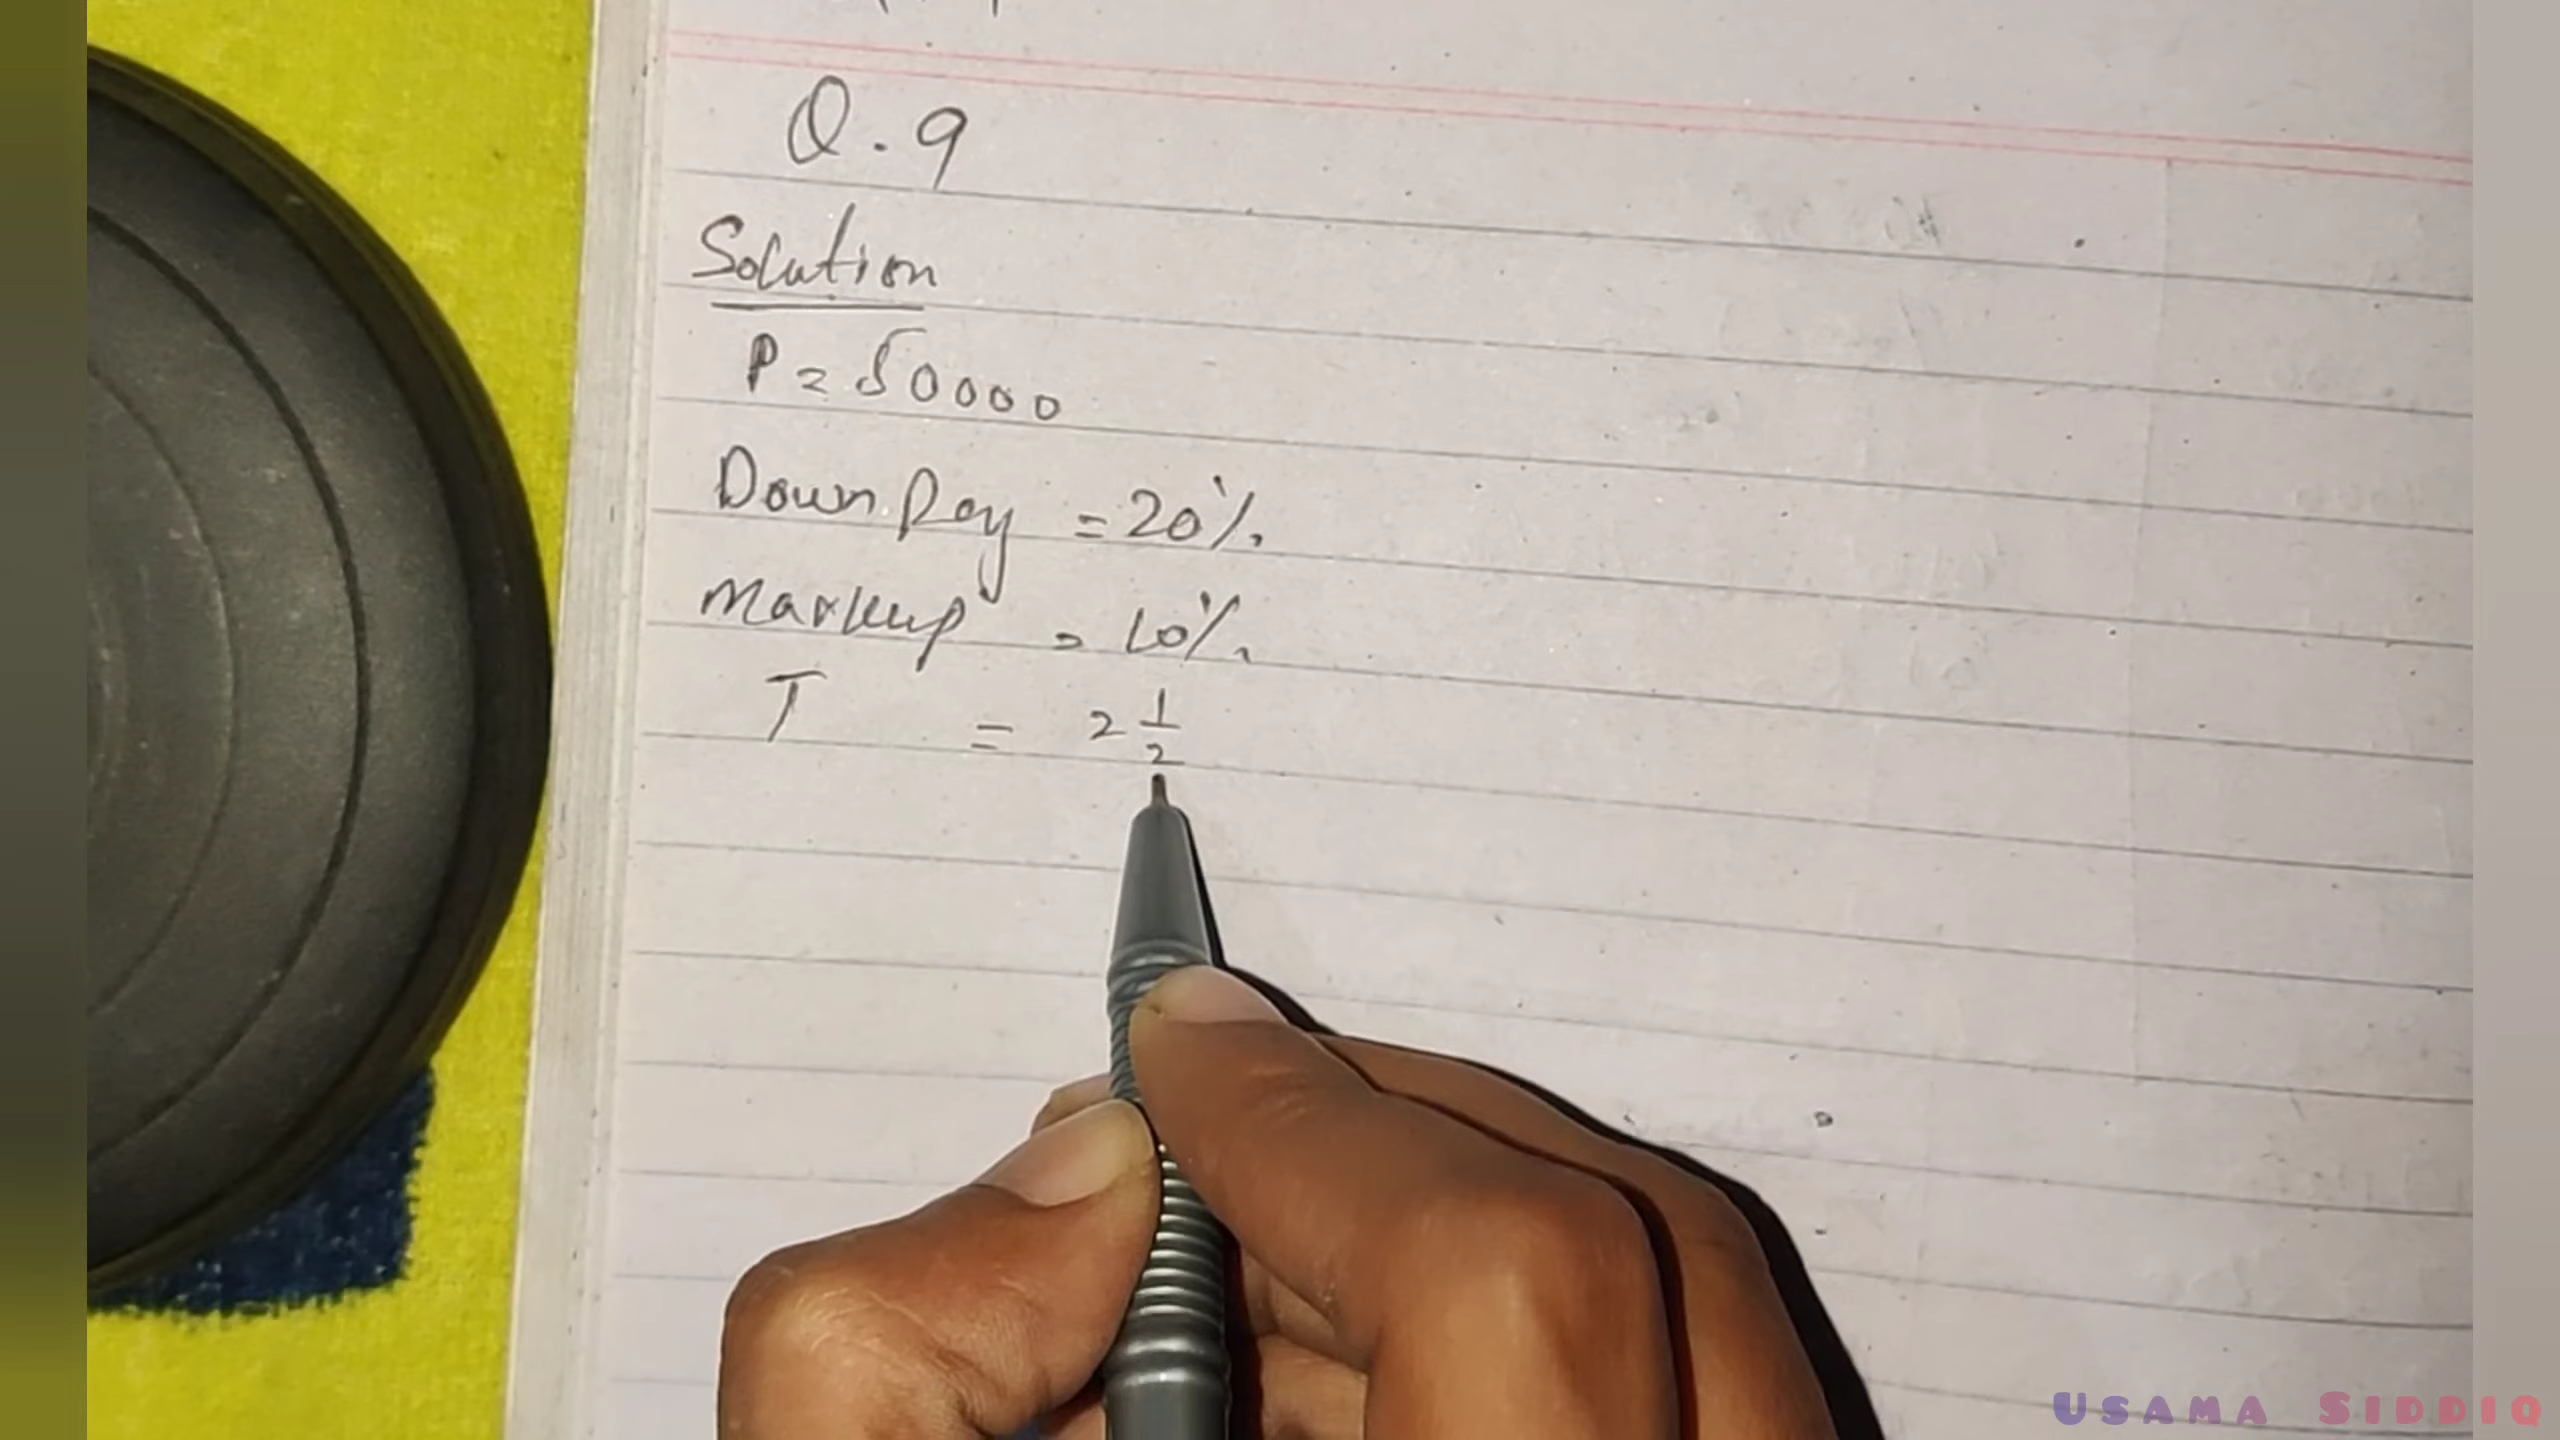 Q.9
Solution
P = 50000
Down Pay = 20%.
Markup = 10%.
T = 2 1/2
USAMA SIDDIQ